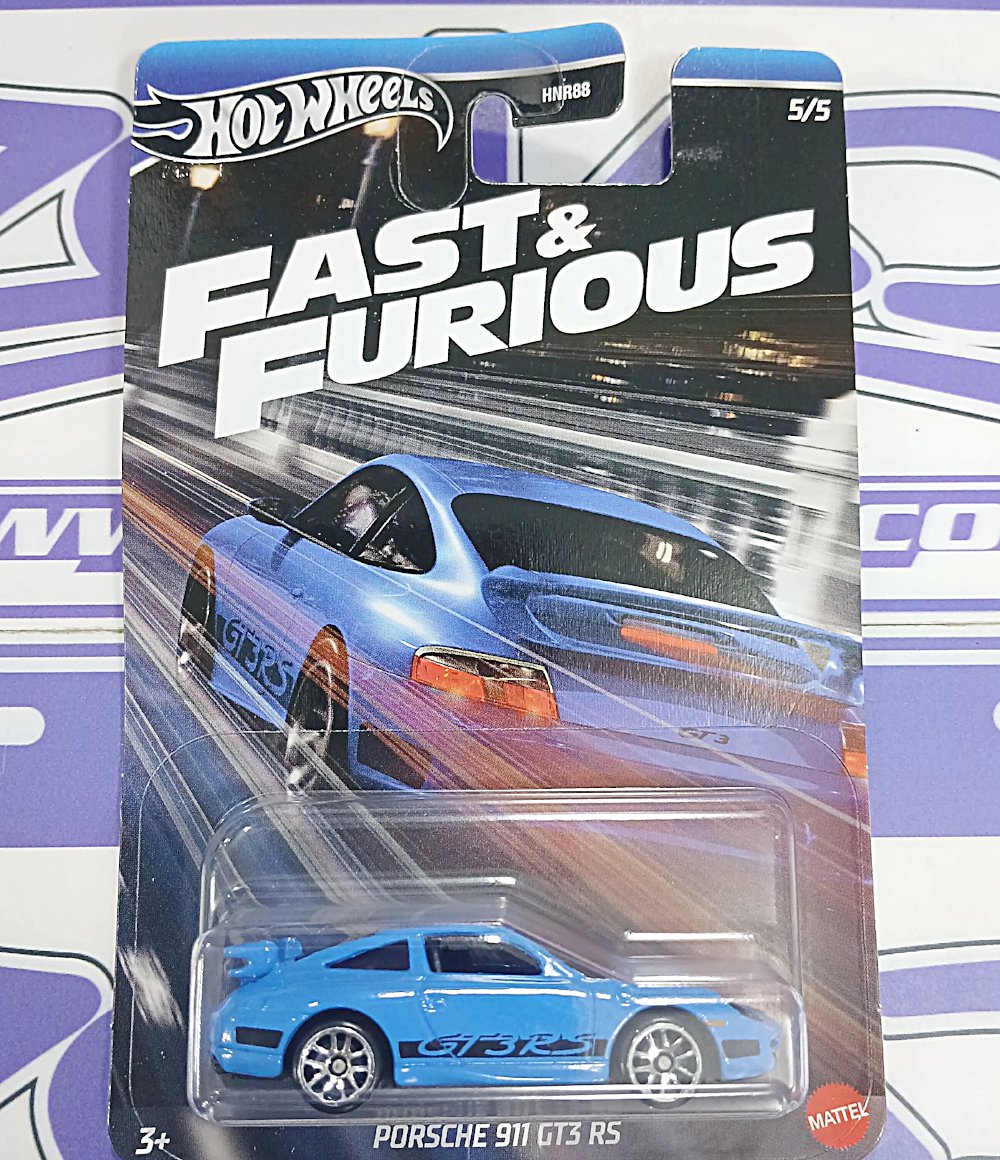 HOT WHEELS
HNR88
5/5
FAST &
FURIOUS
GT3RS
GT3
GT3RS
MATTEL
3+
PORSCHE 911 GT3 RS